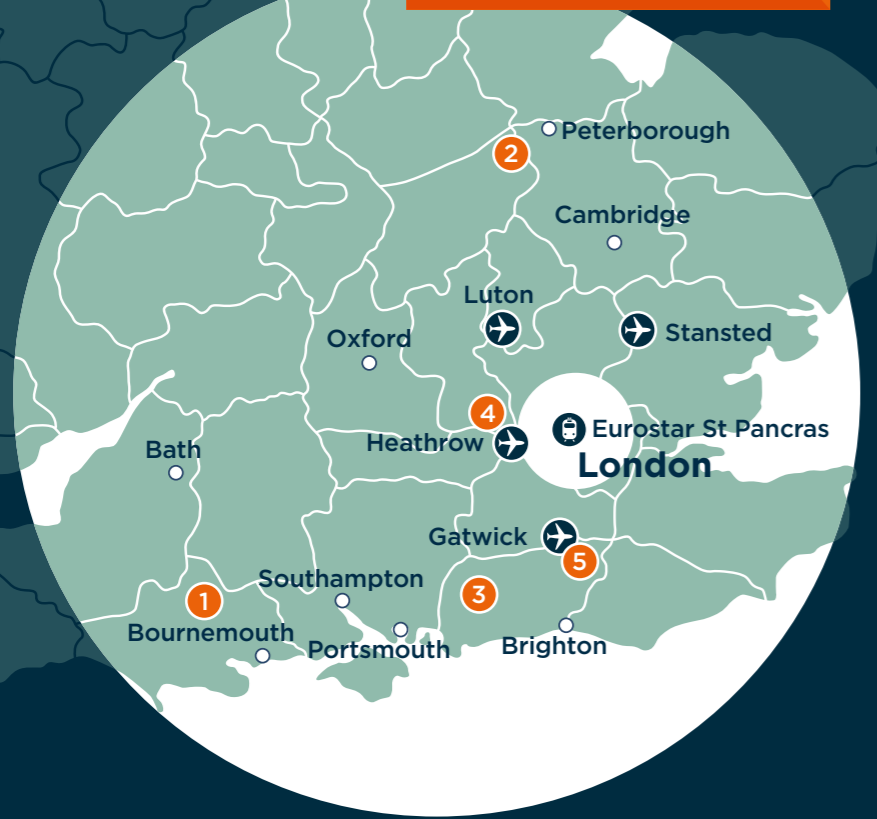 Peterborough
2
Cambridge
Luton
Stansted
Oxford
4
Eurostar St Pancras
Heathrow
London
Bath
Gatwick
5
Southampton
3
1
Bournemouth
Portsmouth
Brighton